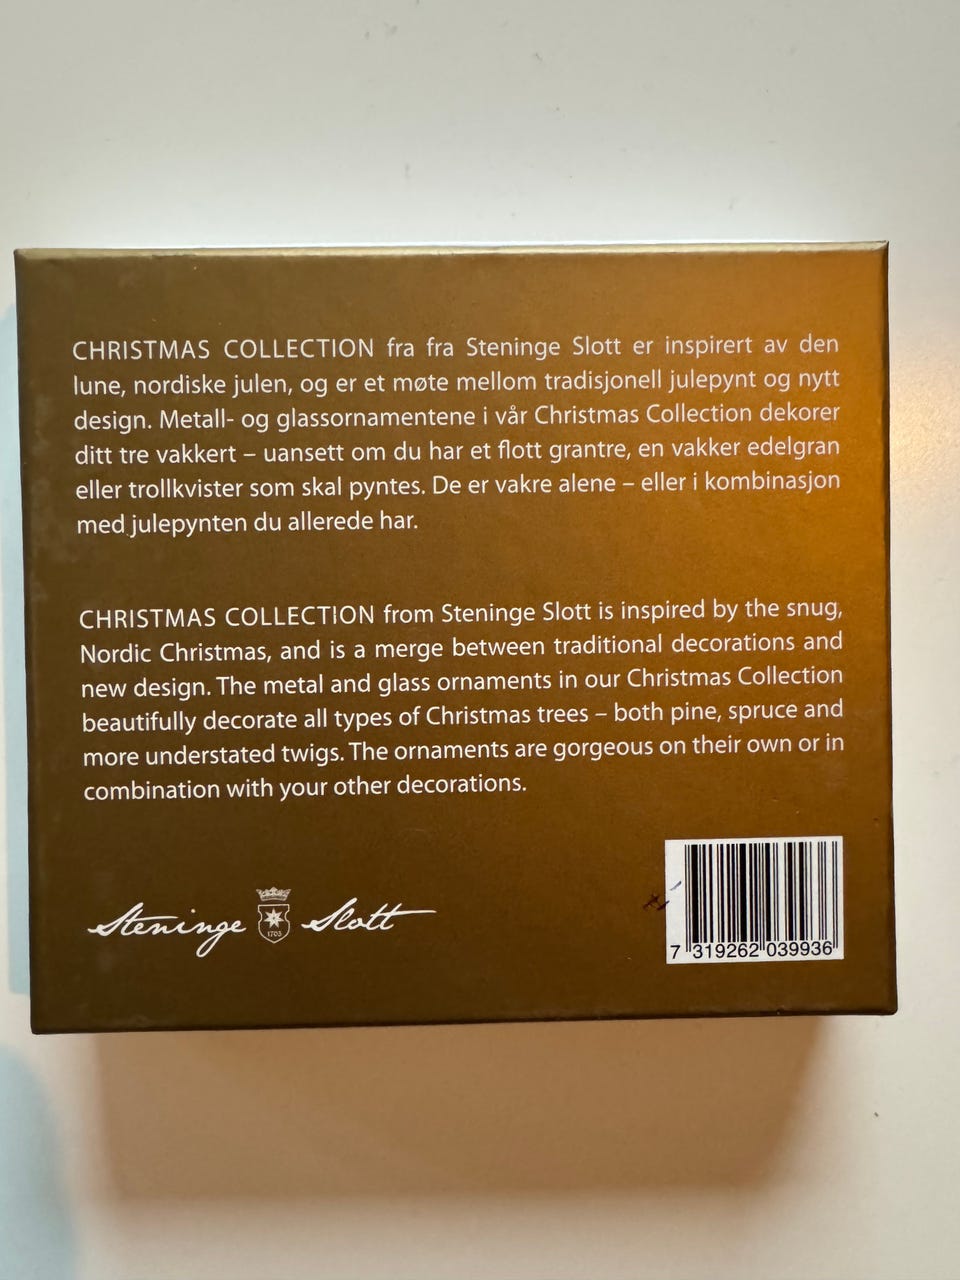 CHRISTMAS COLLECTION fra fra Steninge Slott er inspirert av den
lune, nordiske julen, og er et møte mellom tradisjonell julepynt og nytt
design. Metall- og glassornamentene i vår Christmas Collection dekorer
ditt tre vakkert – uansett om du har et flott grantre, en vakker edelgran
eller trollkvister som skal pyntes. De er vakre alene – eller i kombinasjon
med julepynten du allerede har.
CHRISTMAS COLLECTION from Steninge Slott is inspired by the snug,
Nordic Christmas, and is a merge between traditional decorations and
new design. The metal and glass ornaments in our Christmas Collection
beautifully decorate all types of Christmas trees – both pine, spruce and
more understated twigs. The ornaments are gorgeous on their own or in
combination with your other decorations.
Steninge 1705 Slott
7 319262 039936